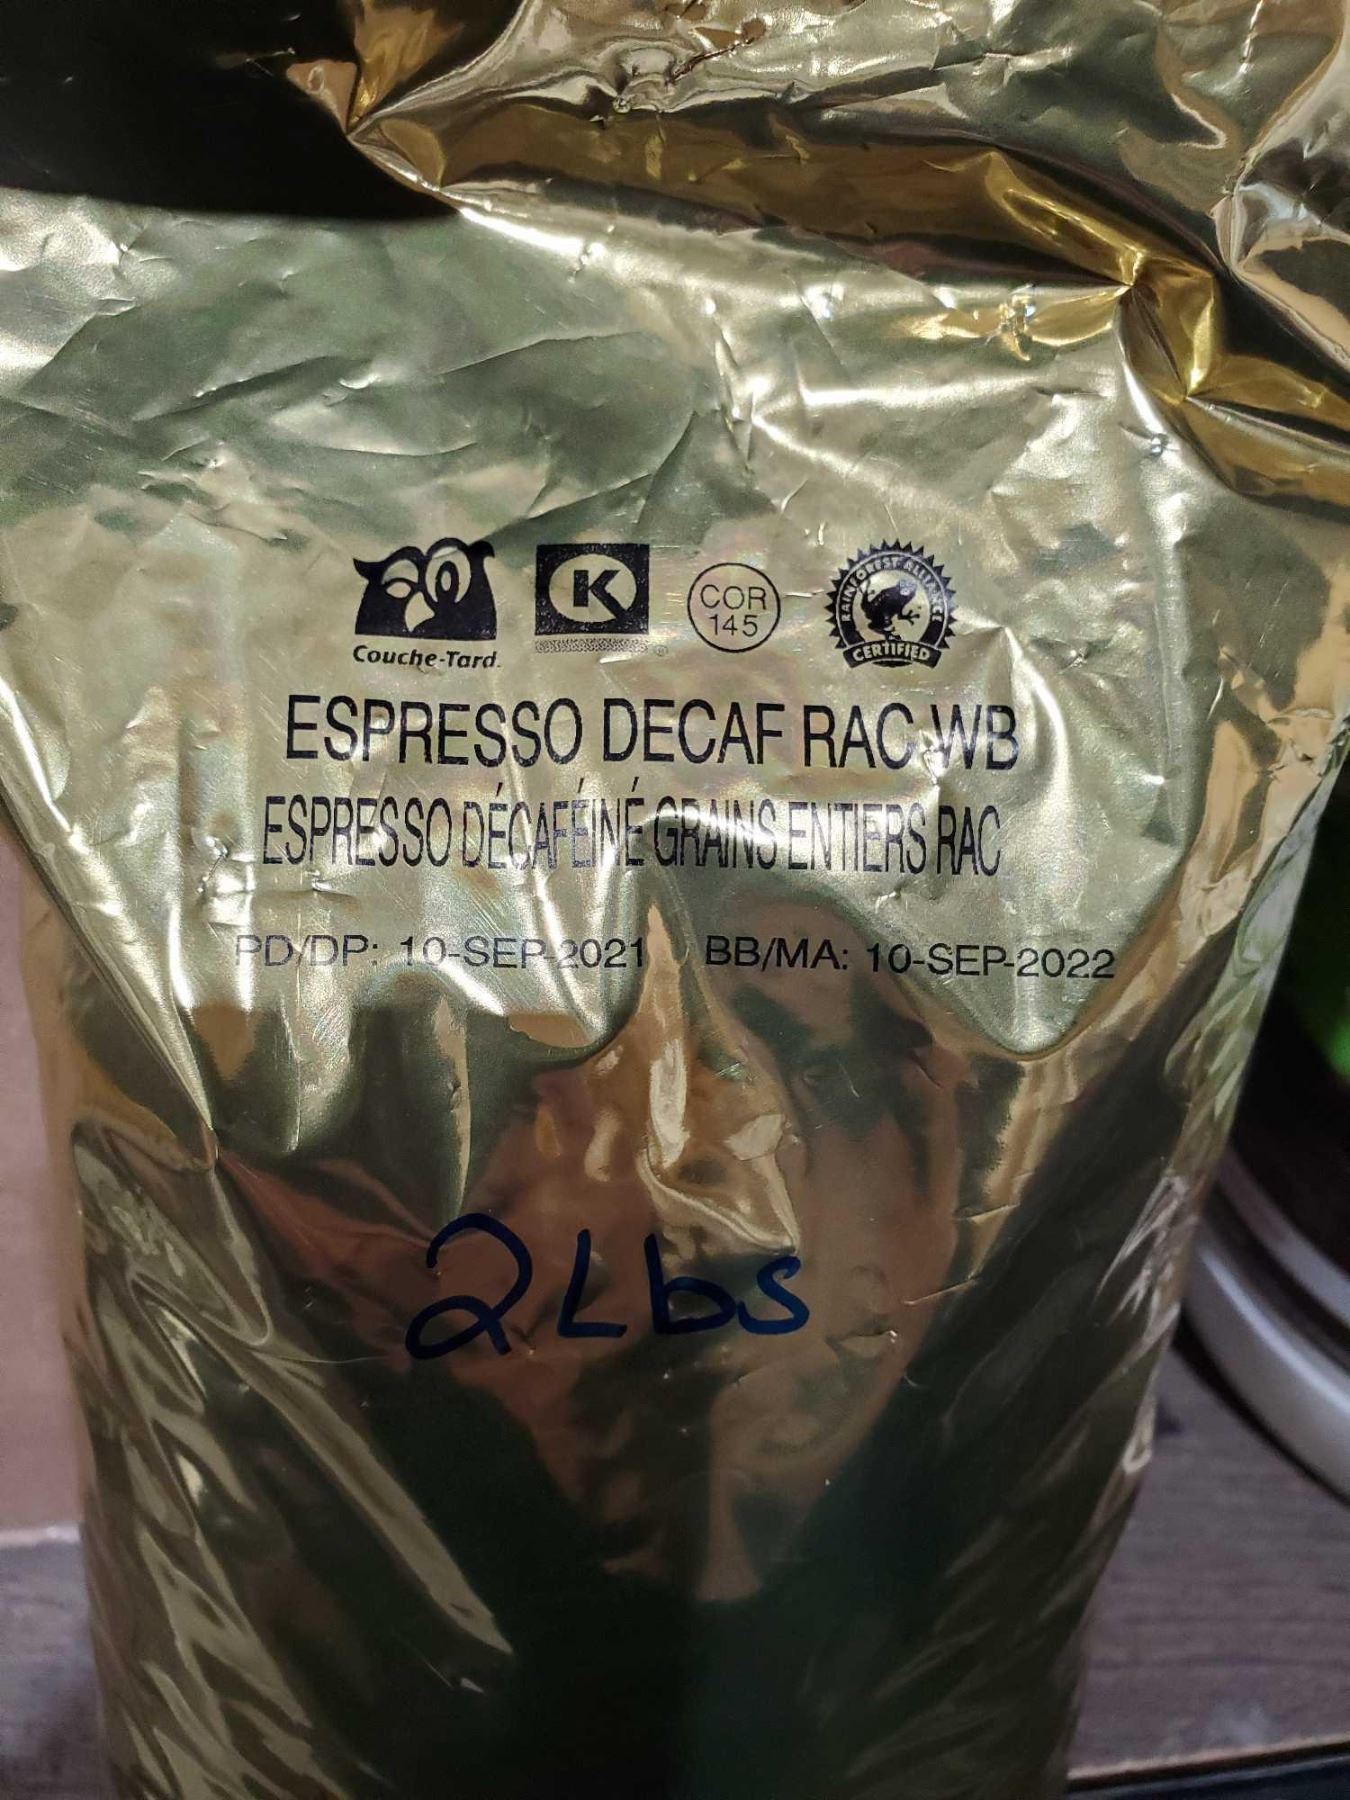 Couche-Tard.
K
COR
145
RAINFOREST ALLIANCE
CERTIFIED
ESPRESSO DECAF RAC WB
ESPRESSO DÉCAFÉINÉ GRAINS ENTIERS RAC
PD/DP: 10-SEP-2021 BB/MA: 10-SEP-2022
2Lbs